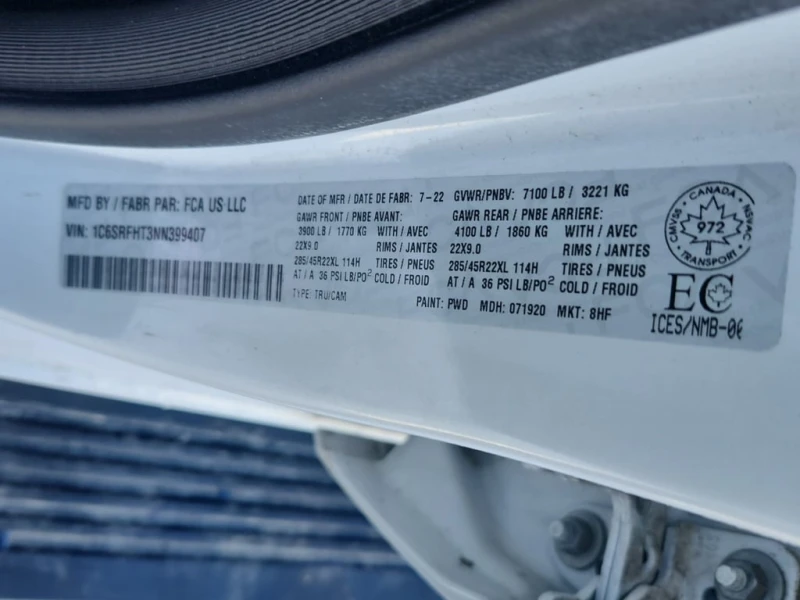 MFD BY / FABR PAR: FCA US LLC
VIN: 1C6SRFHT3NN399407
DATE OF MFR / DATE DE FABR: 7-22 GVWR/PNBV: 7100 LB / 3221 KG
GAWR FRONT / PNBE AVANT: GAWR REAR / PNBE ARRIERE:
3900 LB / 1770 KG WITH / AVEC 4100 LB / 1860 KG WITH / AVEC
22X9.0 RIMS / JANTES 22X9.0 RIMS / JANTES
285/45R22XL 114H TIRES / PNEUS 285/45R22XL 114H TIRES / PNEUS
AT / A 36 PSI LB/PO² COLD / FROID AT / A 36 PSI LB/PO² COLD / FROID
TYPE: TRU/CAM PAINT: PWD MDH: 071920 MKT: 8HF
CANADA
CMVSS 972 NSVAC
TRANSPORT
EC
ICES/NMB-06